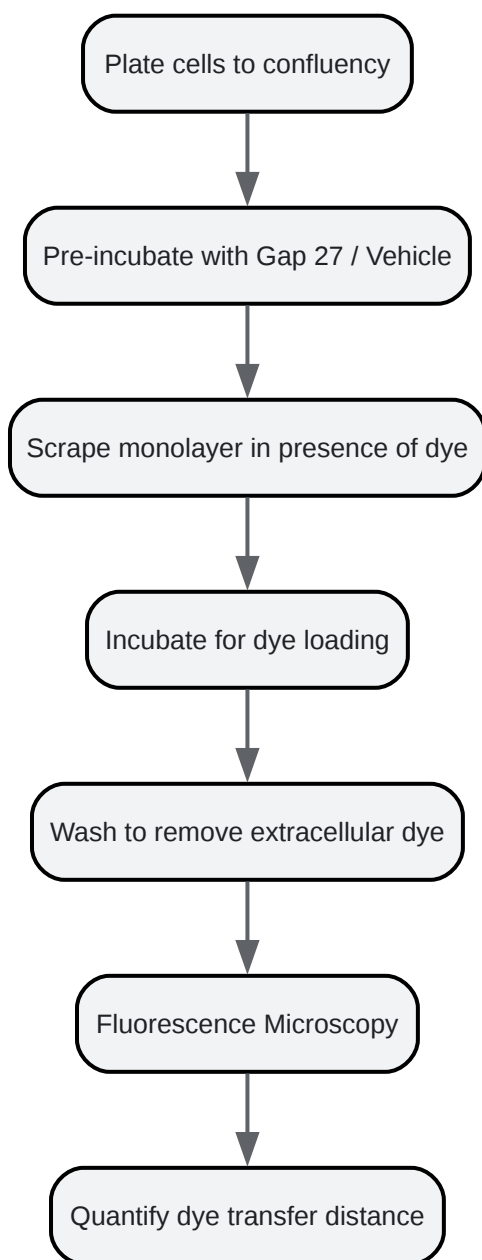 Plate cells to confluency
Pre-incubate with Gap 27 / Vehicle
Scrape monolayer in presence of dye
Incubate for dye loading
Wash to remove extracellular dye
Fluorescence Microscopy
Quantify dye transfer distance